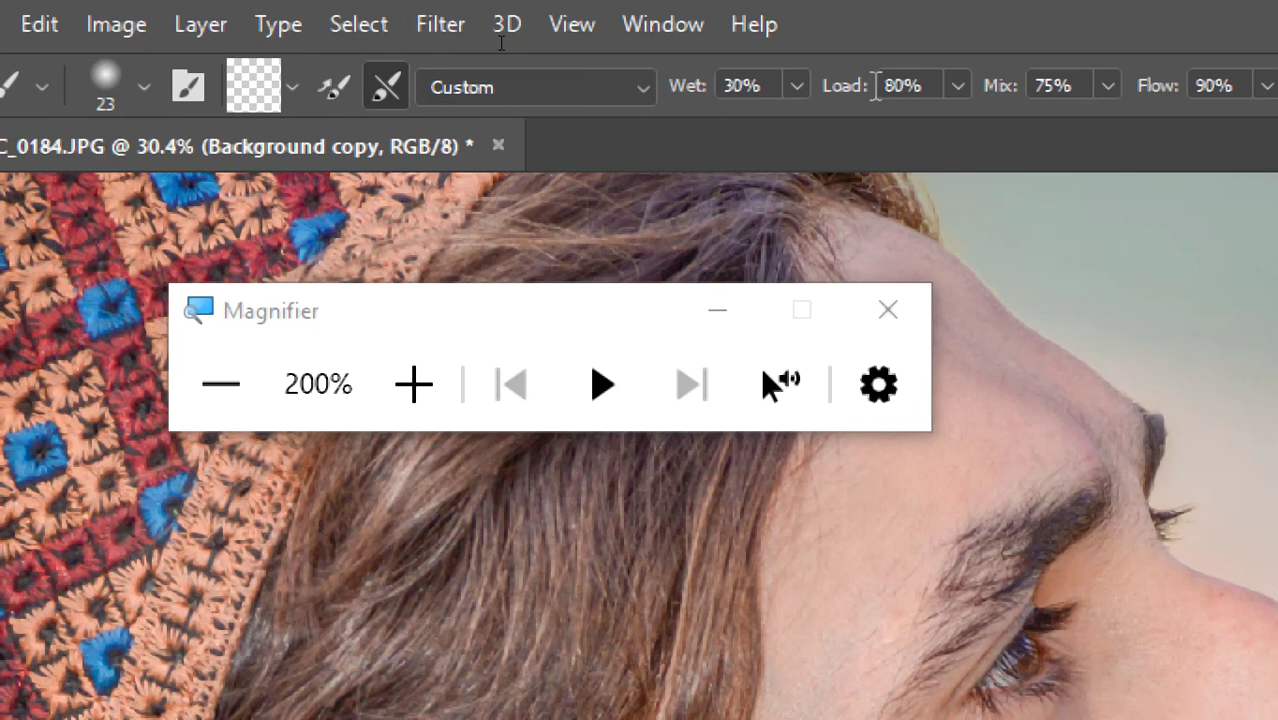 Edit Image Layer Type Select Filter 3D View Window Help
23 Custom Wet: 30% Load: 80% Mix: 75% Flow: 90%
C_0184.JPG @ 30.4% (Background copy, RGB/8) *
Magnifier
200%